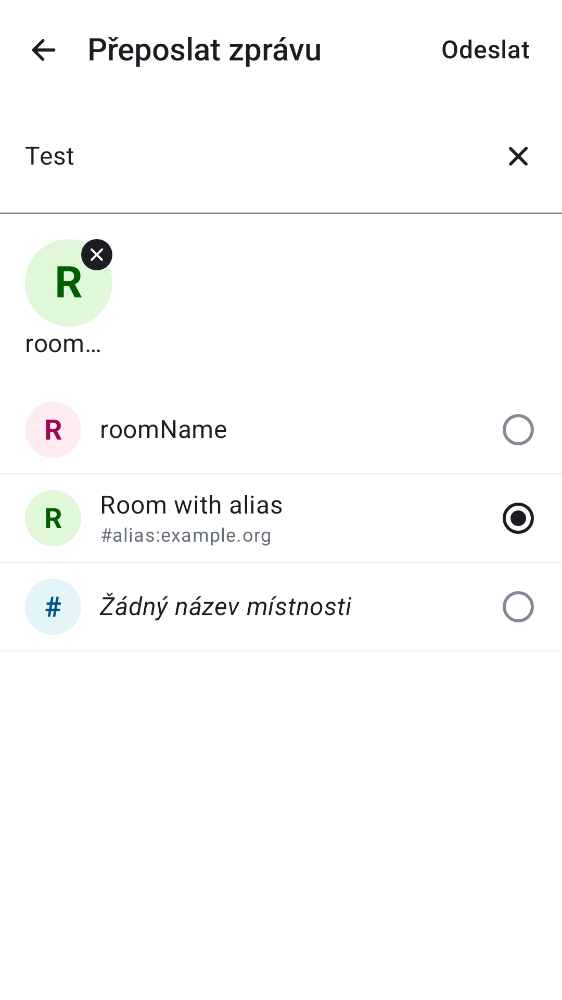 Přeposlat zprávu
Odeslat
Test
R
room…
R
roomName
R
Room with alias
#alias:example.org
#
Žádný název místnosti